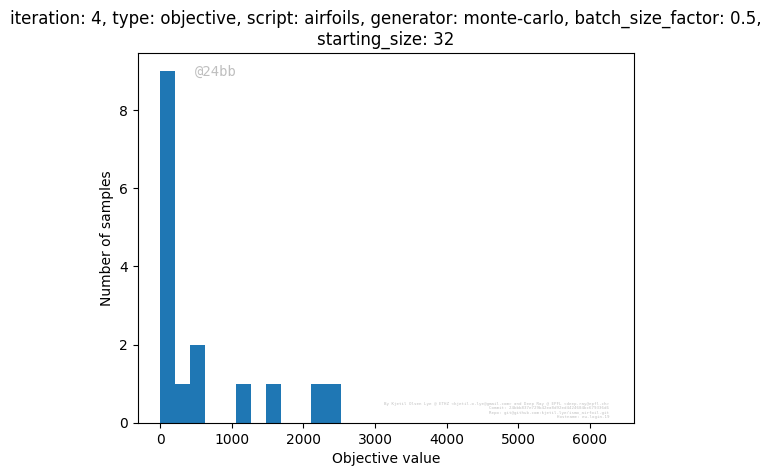 iteration: 4, type: objective, script: airfoils, generator: monte-carlo, batch_size_factor: 0.5,
starting_size: 32
@24bb
8
6
4
2
0
Number of samples
0 1000 2000 3000 4000 5000 6000
Objective value